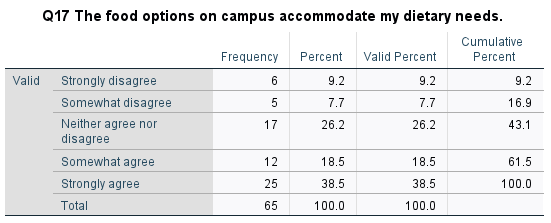 Q17 The food options on campus accommodate my dietary needs.
Frequency Percent Valid Percent Cumulative Percent
Valid Strongly disagree 6 9.2 9.2 9.2
Somewhat disagree 5 7.7 7.7 16.9
Neither agree nor disagree 17 26.2 26.2 43.1
Somewhat agree 12 18.5 18.5 61.5
Strongly agree 25 38.5 38.5 100.0
Total 65 100.0 100.0